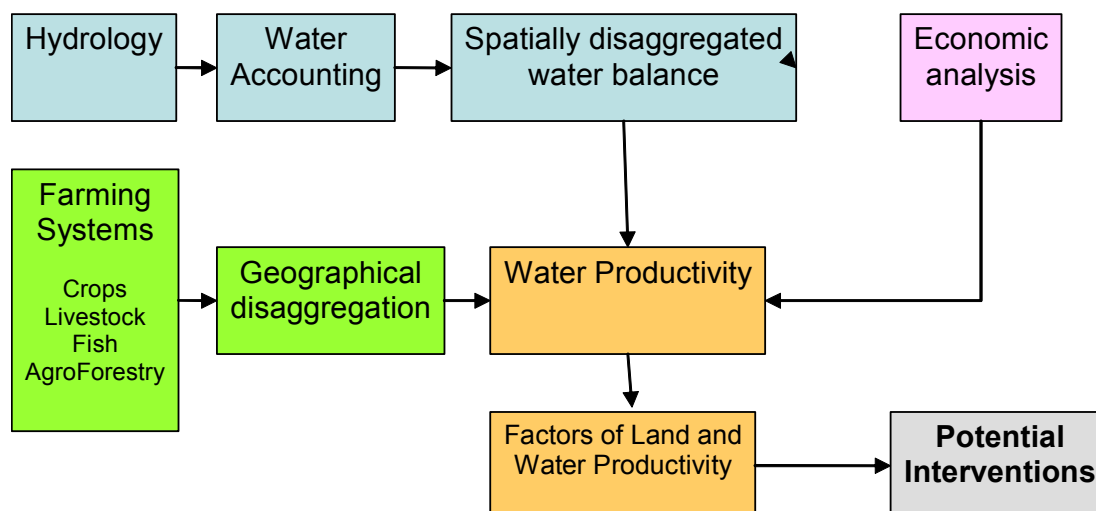 Hydrology
Water
Accounting
Spatially disaggregated
water balance
Economic
analysis
Farming
Systems
Crops
Livestock
Fish
AgroForestry
Geographical
disaggregation
Water Productivity
Factors of Land and
Water Productivity
Potential
Interventions